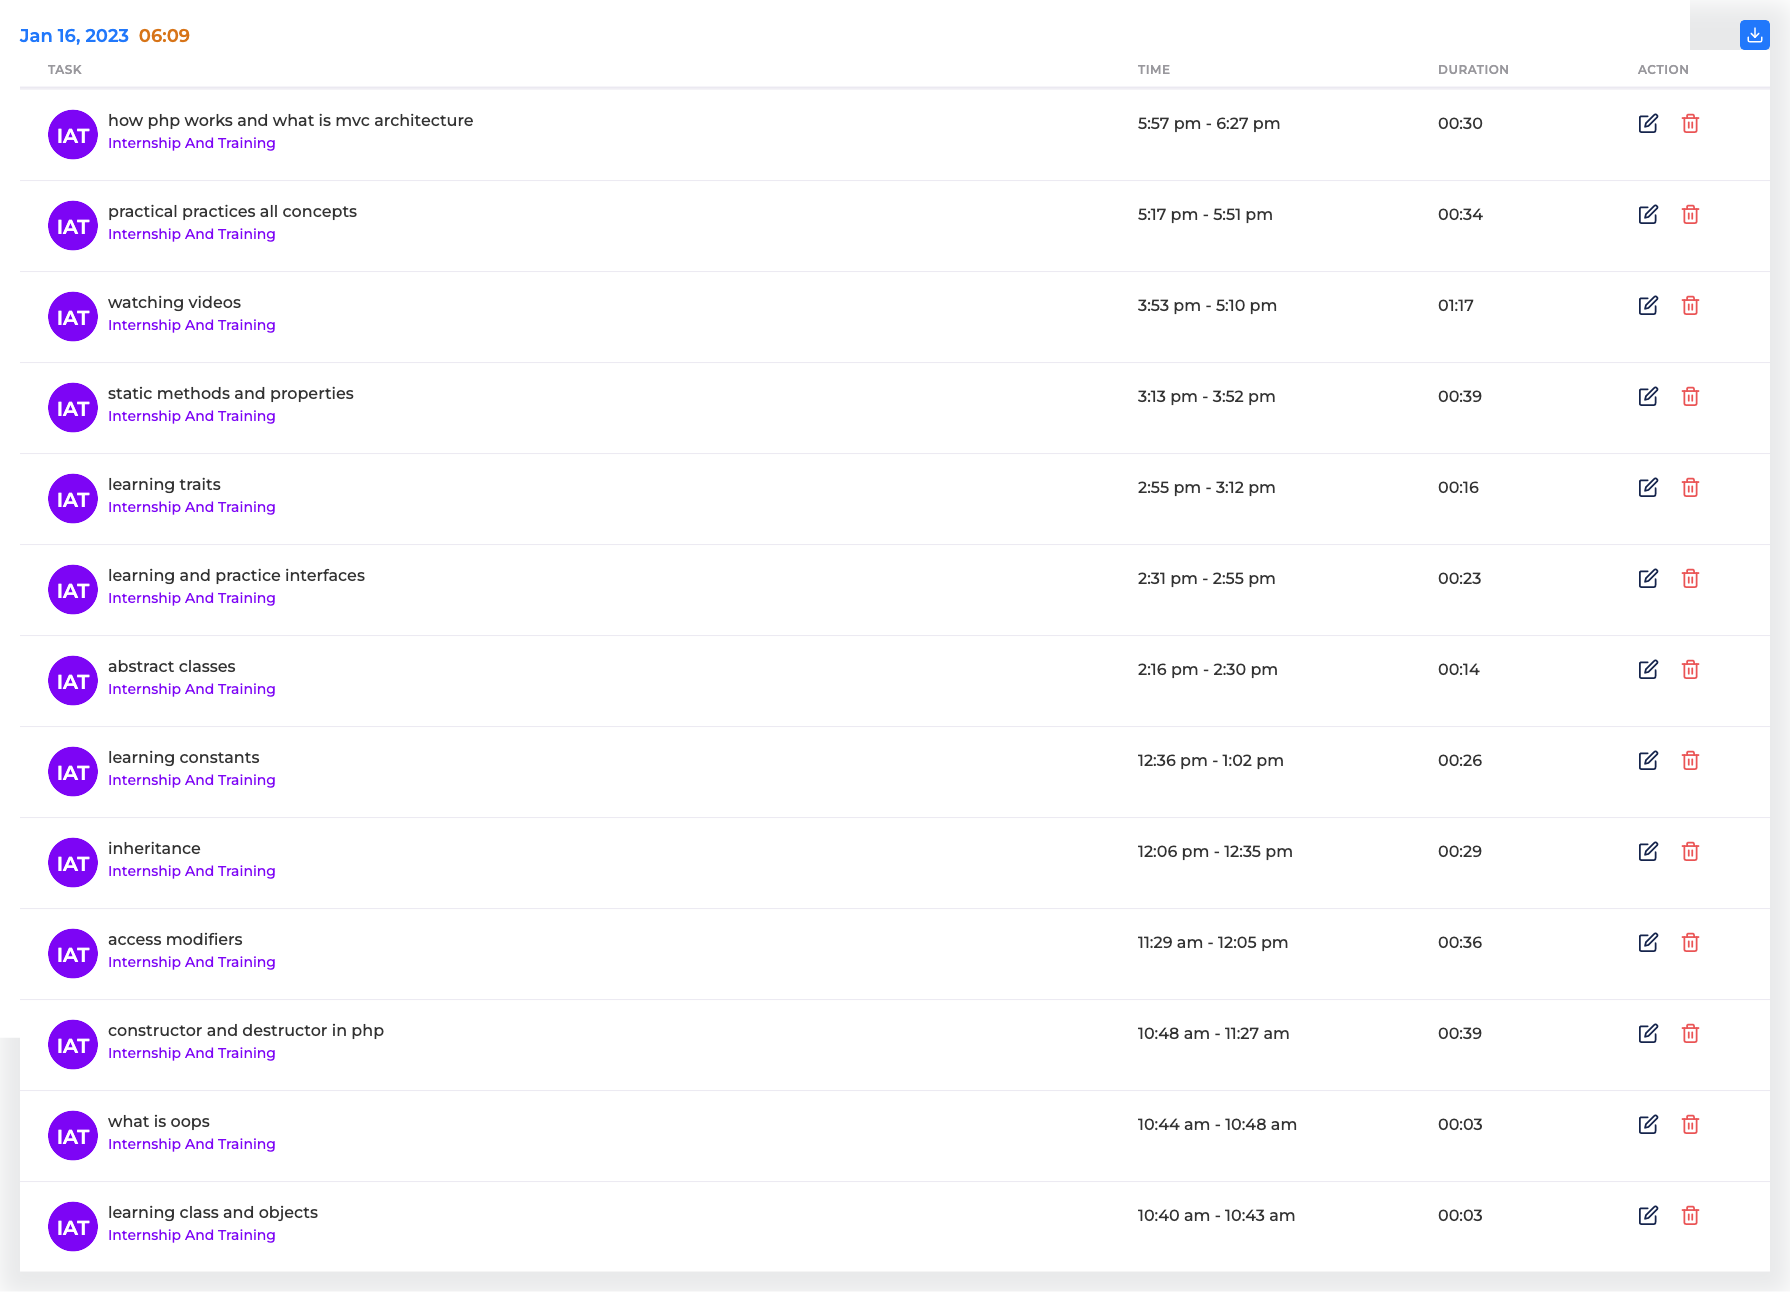 Jan 16, 2023 06:09
TASK TIME DURATION ACTION
IAT how php works and what is mvc architecture 5:57 pm - 6:27 pm 00:30
Internship And Training
IAT practical practices all concepts 5:17 pm - 5:51 pm 00:34
Internship And Training
IAT watching videos 3:53 pm - 5:10 pm 01:17
Internship And Training
IAT static methods and properties 3:13 pm - 3:52 pm 00:39
Internship And Training
IAT learning traits 2:55 pm - 3:12 pm 00:16
Internship And Training
IAT learning and practice interfaces 2:31 pm - 2:55 pm 00:23
Internship And Training
IAT abstract classes 2:16 pm - 2:30 pm 00:14
Internship And Training
IAT learning constants 12:36 pm - 1:02 pm 00:26
Internship And Training
IAT inheritance 12:06 pm - 12:35 pm 00:29
Internship And Training
IAT access modifiers 11:29 am - 12:05 pm 00:36
Internship And Training
IAT constructor and destructor in php 10:48 am - 11:27 am 00:39
Internship And Training
IAT what is oops 10:44 am - 10:48 am 00:03
Internship And Training
IAT learning class and objects 10:40 am - 10:43 am 00:03
Internship And Training